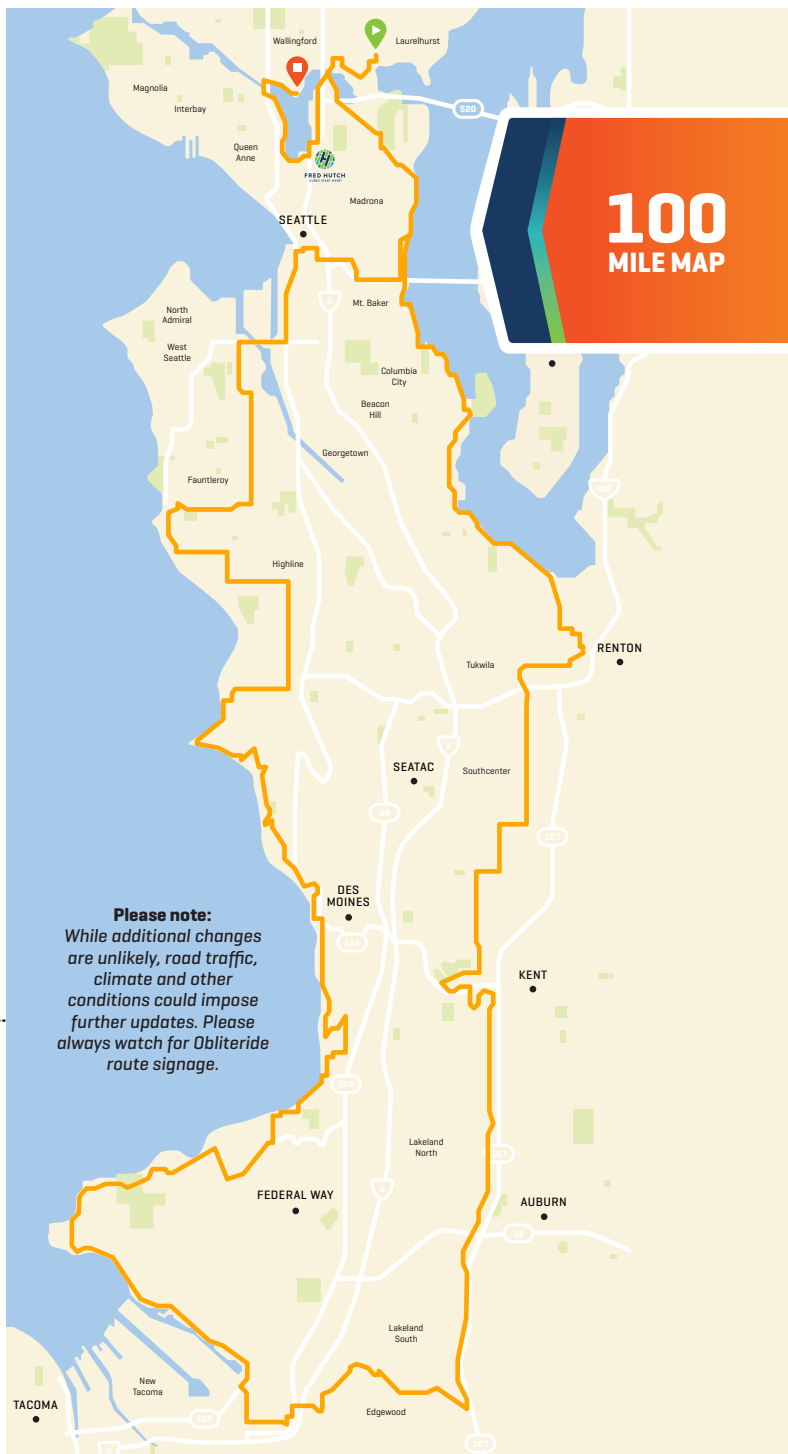 Wallingford
Laurelhurst
Magnolia
Interbay
520
Queen
Anne
FRED HUTCH
CURES START HERE
Madrona
SEATTLE
100
MILE MAP
5
Mt. Baker
North
Admiral
West
Seattle
Columbia
City
Beacon
Hill
Georgetown
Fauntleroy
405
Highline
RENTON
Tukwila
5
SEATAC
Southcenter
99
167
DES
MOINES
Please note:
While additional changes
are unlikely, road traffic,
climate and other
conditions could impose
further updates. Please
always watch for Obliteride
route signage.
516
KENT
509
Lakeland
North
167
5
FEDERAL WAY
AUBURN
18
Lakeland
South
New
Tacoma
TACOMA
509
Edgewood
5
167